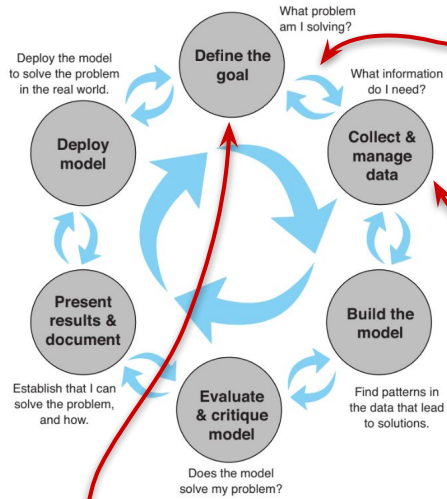 What problem
am I solving?
Define the
goal
Deploy the model
to solve the problem
in the real world.
What information
do I need?
Deploy
model
Collect &
manage
data
Present
results &
document
Build the
model
Establish that I can
solve the problem,
and how.
Evaluate
& critique
model
Find patterns in
the data that lead
to solutions.
Does the model
solve my problem?